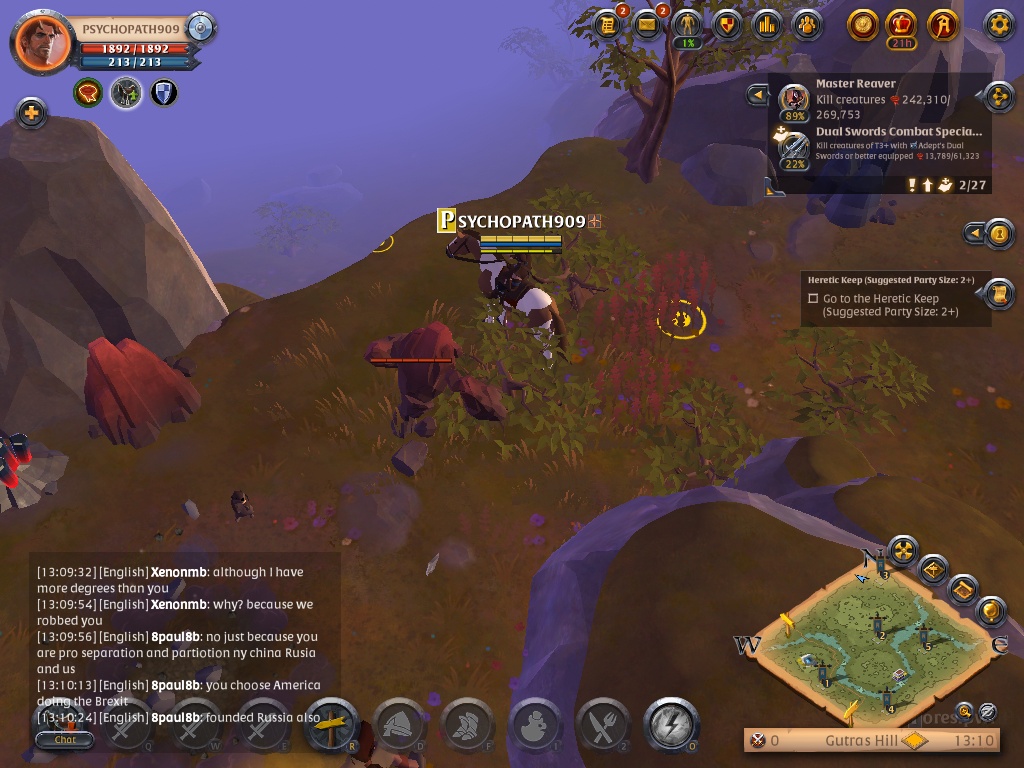 PSYCHOPATH909
1892 / 1892
213 / 213
2
2
1%
21h
Master Reaver
Kill creatures 242,310/
269,753
89%
Dual Swords Combat Specia...
Kill creatures of T3+ with Adept's Dual
Swords or better equipped 13,789/61,323
22%
2/27
PSYCHOPATH909
Heretic Keep (Suggested Party Size: 2+)
Go to the Heretic Keep
(Suggested Party Size: 2+)
[13:09:32] [English] Xenonmb: although I have
more degrees than you
[13:09:54] [English] Xenonmb: why? because we
robbed you
[13:09:56] [English] 8paul8b: no just because you
are pro separation and partiotion ny china Rusia
and us
[13:10:13] [English] 8paul8b: you choose America
doing the Brexit
[13:10:24] [English] 8paul8b: founded Russia also
Chat
Q
W
E
R
D
F
1
2
O
N
W
E
3
2
5
1
4
0
Gutras Hill
13:10